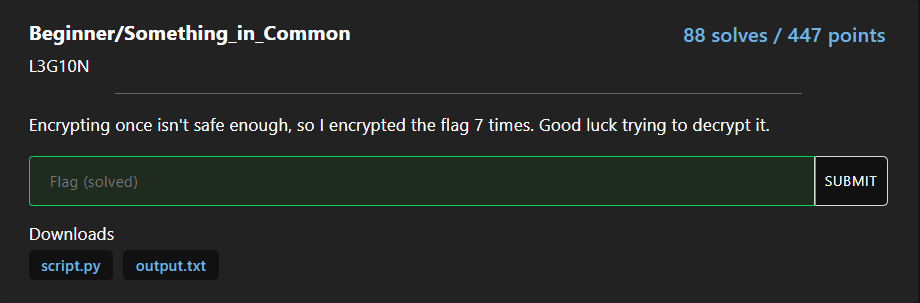 Beginner/Something_in_Common
88 solves / 447 points
L3G10N
Encrypting once isn't safe enough, so I encrypted the flag 7 times. Good luck trying to decrypt it.
Flag (solved)
SUBMIT
Downloads
script.py
output.txt